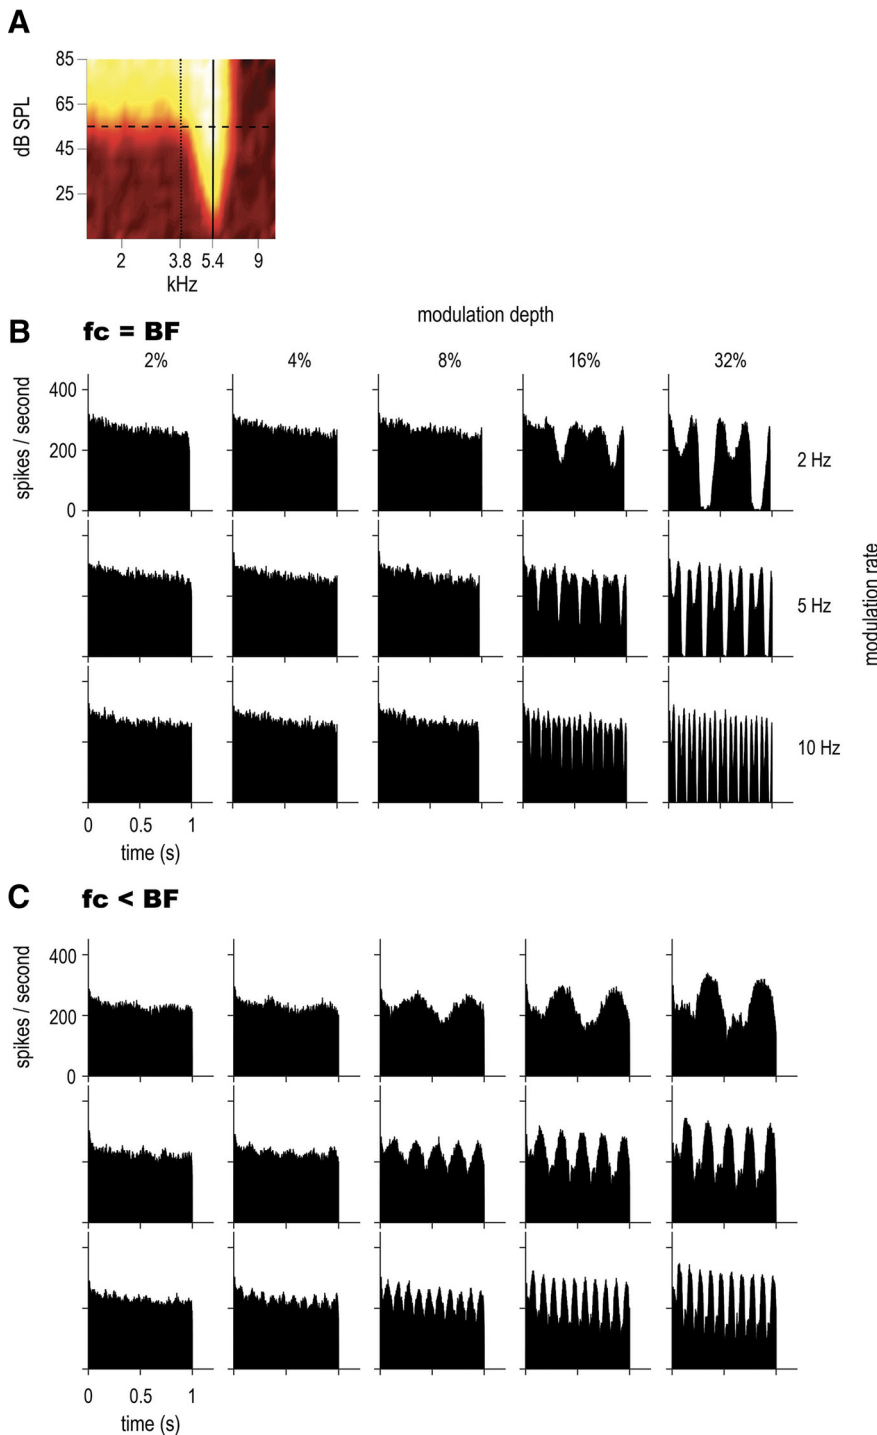 A
85
65
45
25
dB SPL
2 3.8 5.4 9
kHz
modulation depth
B fc = BF
2% 4% 8% 16% 32%
400
200
0
spikes / second
2 Hz
5 Hz
10 Hz
modulation rate
0 0.5 1
time (s)
C fc < BF
400
200
0
spikes / second
0 0.5 1
time (s)